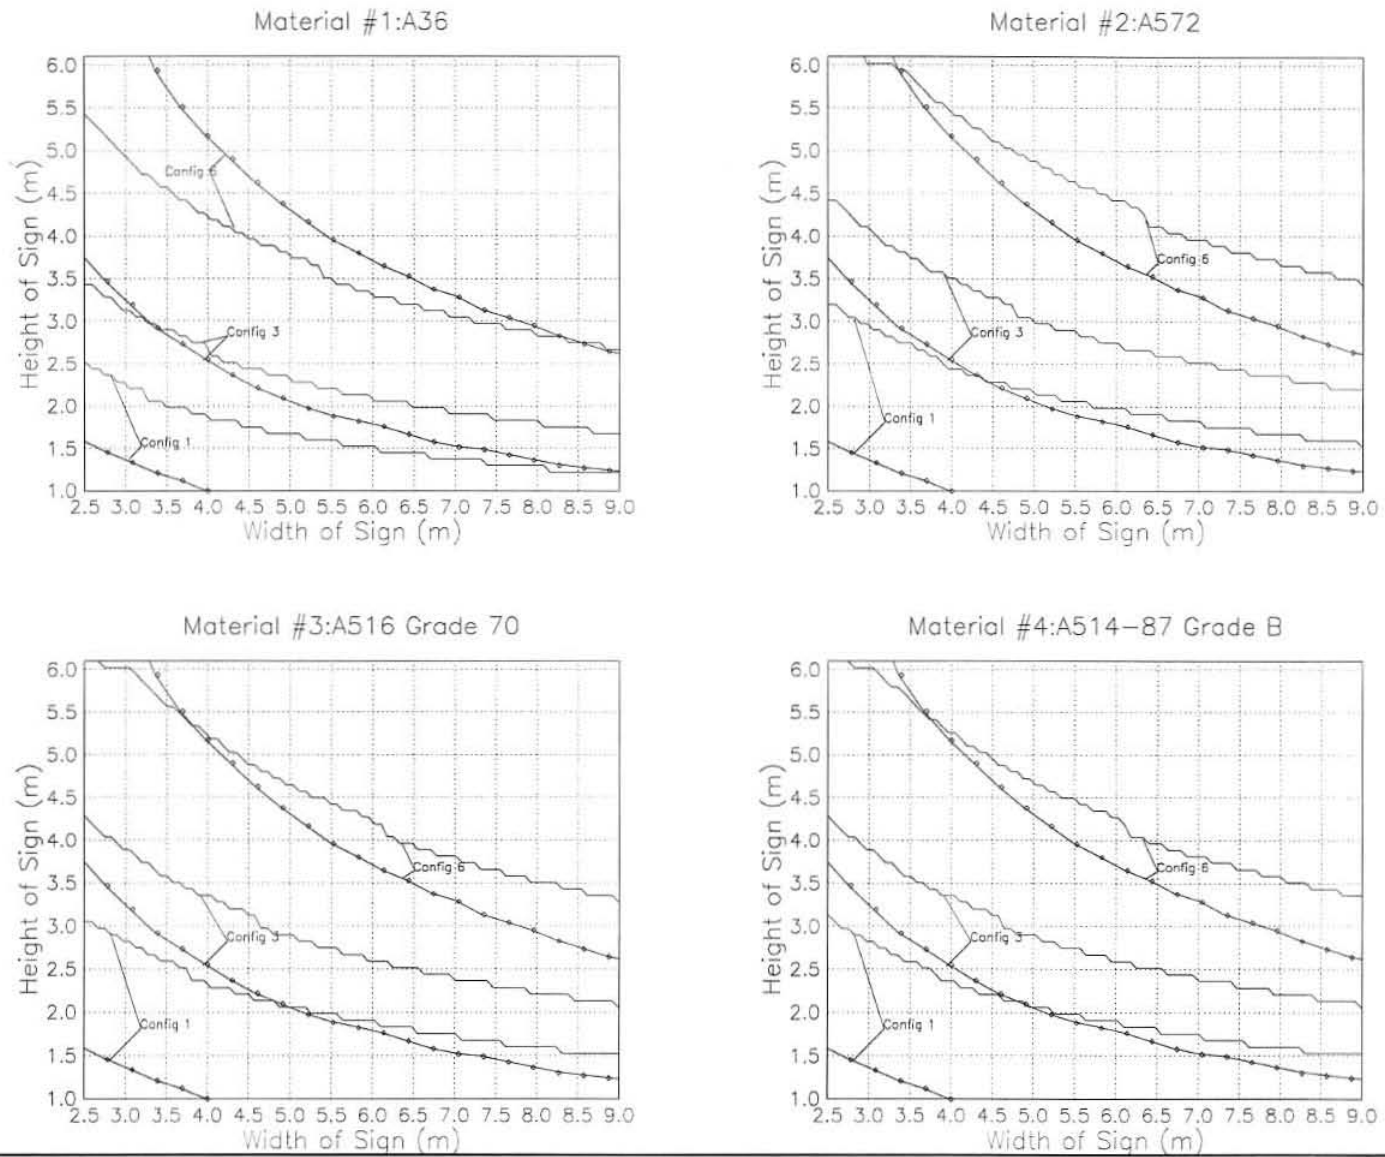 Material #1:A36
6.0
5.5
5.0
4.5
4.0
3.5
3.0
2.5
2.0
1.5
1.0
Height of Sign (m)
Config 6
Config 3
Config 1
2.5 3.0 3.5 4.0 4.5 5.0 5.5 6.0 6.5 7.0 7.5 8.0 8.5 9.0
Width of Sign (m)
Material #2:A572
6.0
5.5
5.0
4.5
4.0
3.5
3.0
2.5
2.0
1.5
1.0
Height of Sign (m)
Config 6
Config 3
Config 1
2.5 3.0 3.5 4.0 4.5 5.0 5.5 6.0 6.5 7.0 7.5 8.0 8.5 9.0
Width of Sign (m)
Material #3:A516 Grade 70
6.0
5.5
5.0
4.5
4.0
3.5
3.0
2.5
2.0
1.5
1.0
Height of Sign (m)
Config 6
Config 3
Config 1
2.5 3.0 3.5 4.0 4.5 5.0 5.5 6.0 6.5 7.0 7.5 8.0 8.5 9.0
Width of Sign (m)
Material #4:A514-87 Grade B
6.0
5.5
5.0
4.5
4.0
3.5
3.0
2.5
2.0
1.5
1.0
Height of Sign (m)
Config 6
Config 3
Config 1
2.5 3.0 3.5 4.0 4.5 5.0 5.5 6.0 6.5 7.0 7.5 8.0 8.5 9.0
Width of Sign (m)